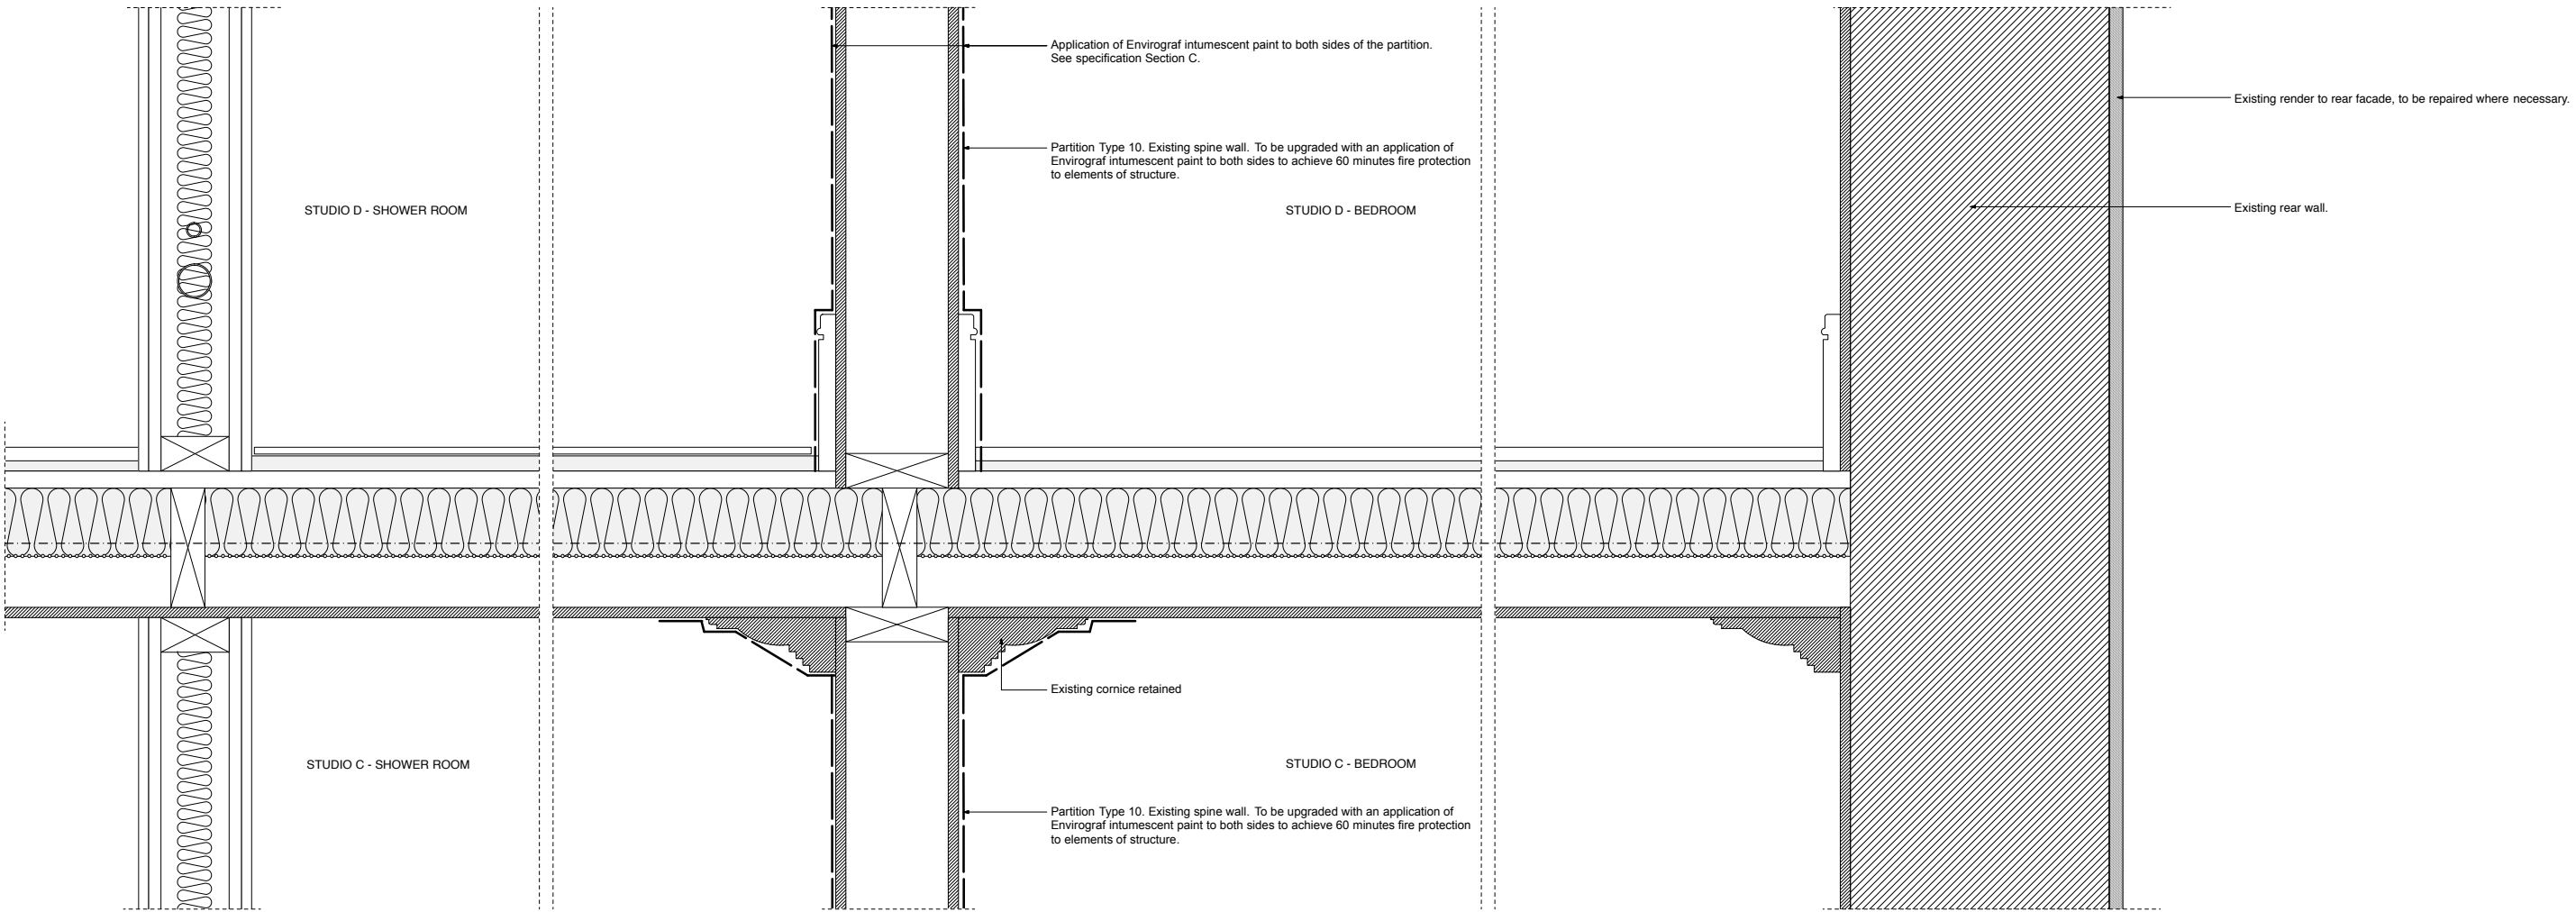 Application of Envirograf intumescent paint to both sides of the partition.
See specification Section C.
Existing render to rear facade, to be repaired where necessary.
Partition Type 10. Existing spine wall. To be upgraded with an application of
Envirograf intumescent paint to both sides to achieve 60 minutes fire protection
to elements of structure.
STUDIO D - SHOWER ROOM
STUDIO D - BEDROOM
Existing rear wall.
Existing cornice retained
STUDIO C - SHOWER ROOM
STUDIO C - BEDROOM
Partition Type 10. Existing spine wall. To be upgraded with an application of
Envirograf intumescent paint to both sides to achieve 60 minutes fire protection
to elements of structure.